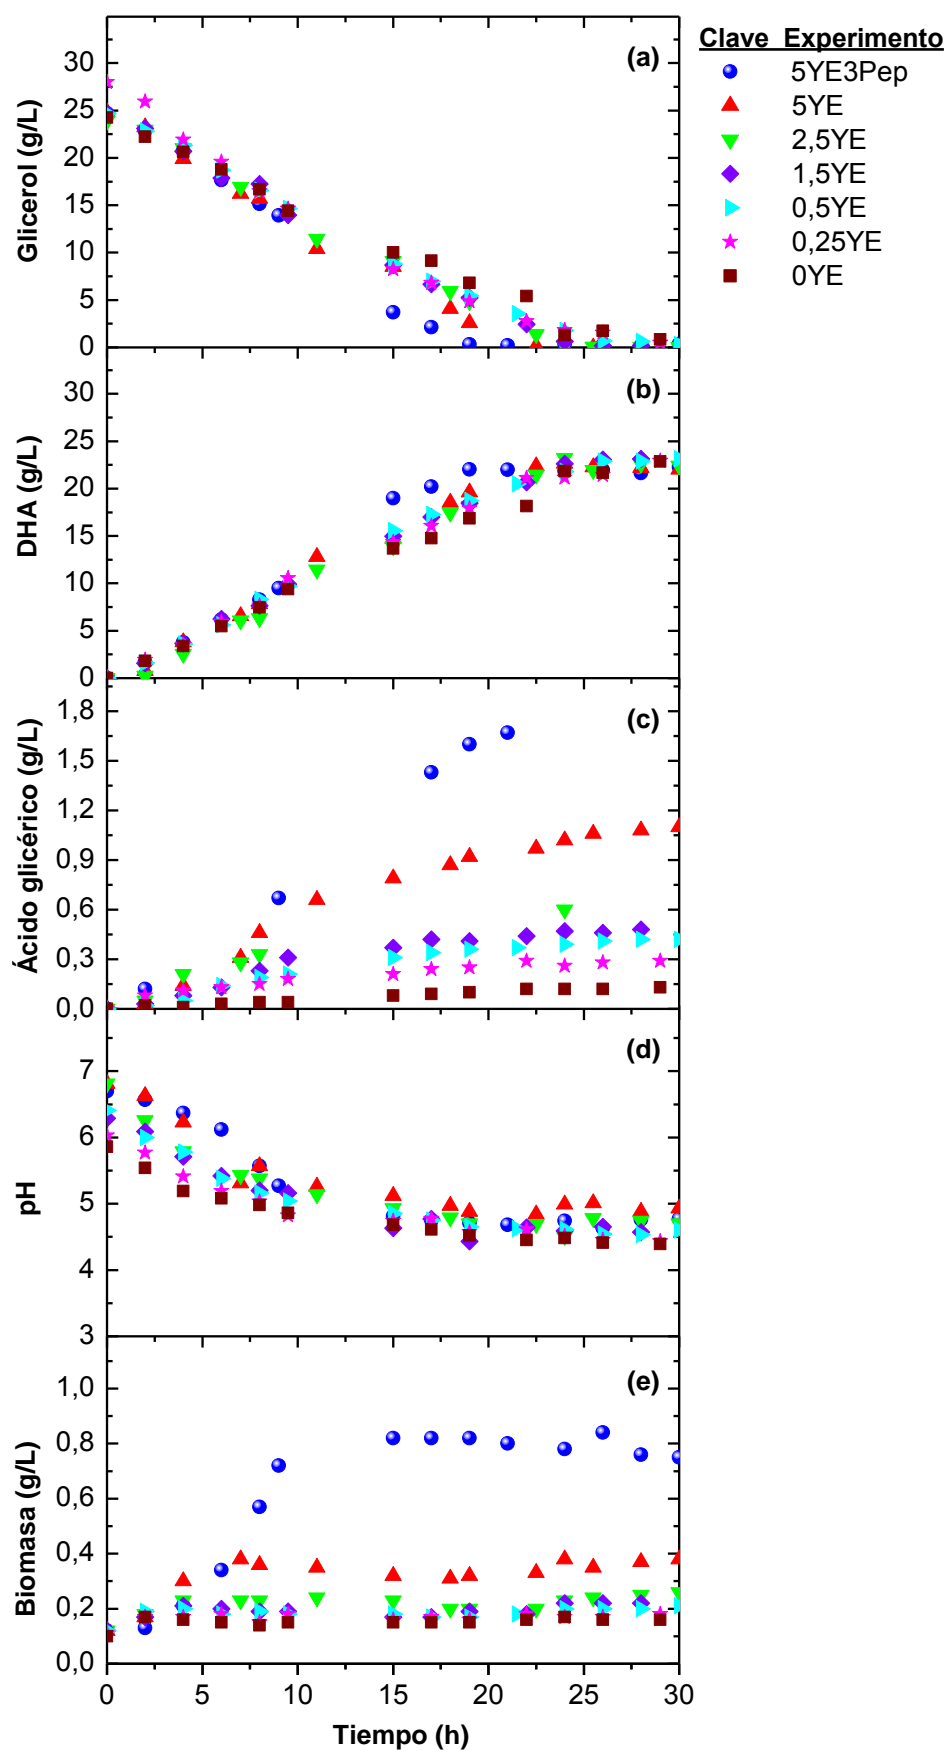 Clave Experimento
5YE3Pep
5YE
2,5YE
1,5YE
0,5YE
0,25YE
0YE
(a)
Glicerol (g/L)
30
25
20
15
10
5
0
(b)
DHA (g/L)
30
25
20
15
10
5
0
(c)
Ácido glicérico (g/L)
1,8
1,5
1,2
0,9
0,6
0,3
0,0
(d)
pH
7
6
5
4
3
(e)
Biomasa (g/L)
1,0
0,8
0,6
0,4
0,2
0,0
0 5 10 15 20 25 30
Tiempo (h)